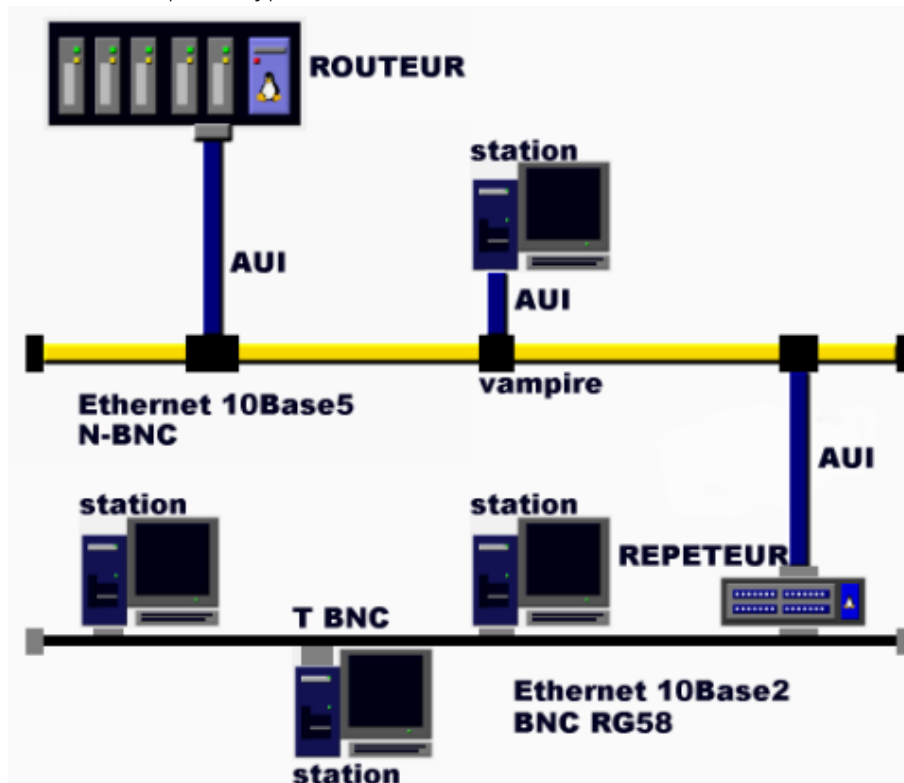 ROUTEUR
station
AUI
AUI
vampire
Ethernet 10Base5
N-BNC
AUI
station
station
REPETEUR
T BNC
Ethernet 10Base2
BNC RG58
station